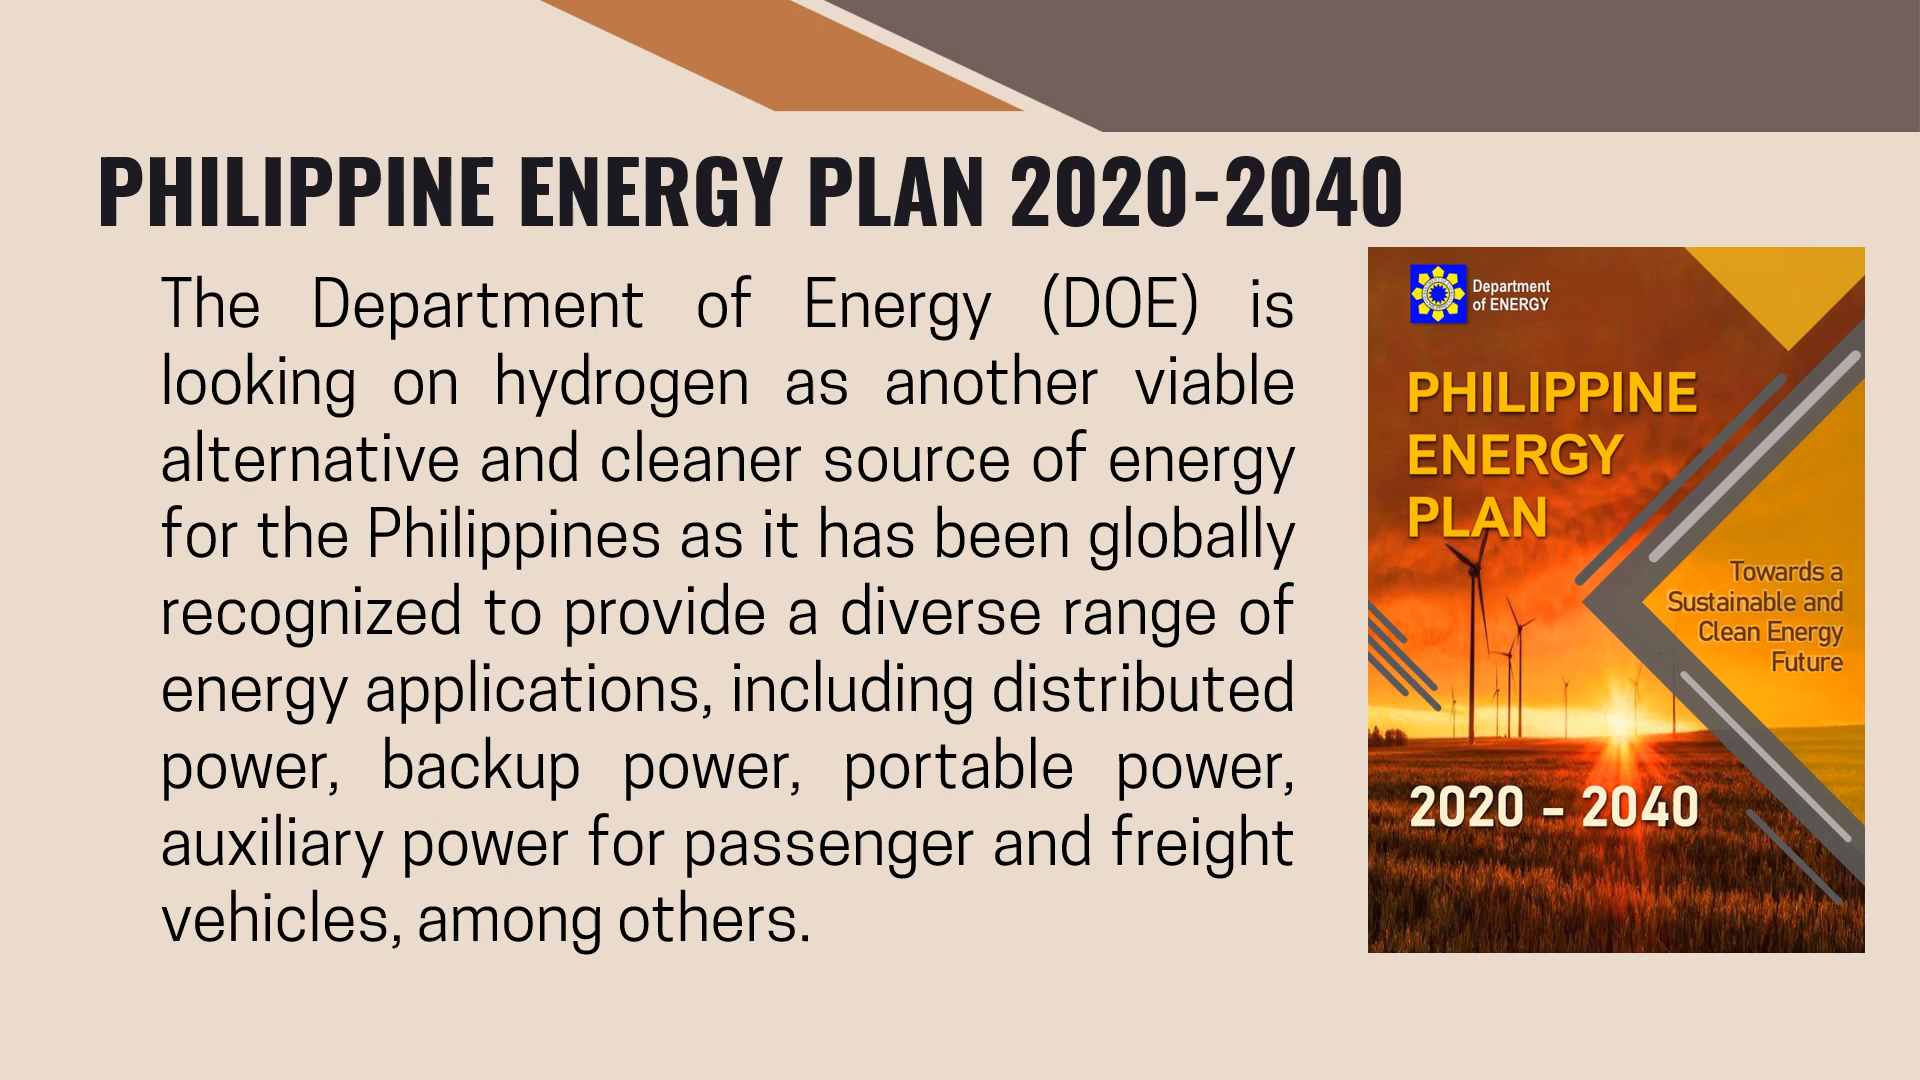 PHILIPPINE ENERGY PLAN 2020-2040
The Department of Energy (DOE) is
looking on hydrogen as another viable
alternative and cleaner source of energy
for the Philippines as it has been globally
recognized to provide a diverse range of
energy applications, including distributed
power, backup power, portable power,
auxiliary power for passenger and freight
vehicles, among others.
Department
of ENERGY
PHILIPPINE
ENERGY
PLAN
Towards a
Sustainable and
Clean Energy
Future
2020 - 2040